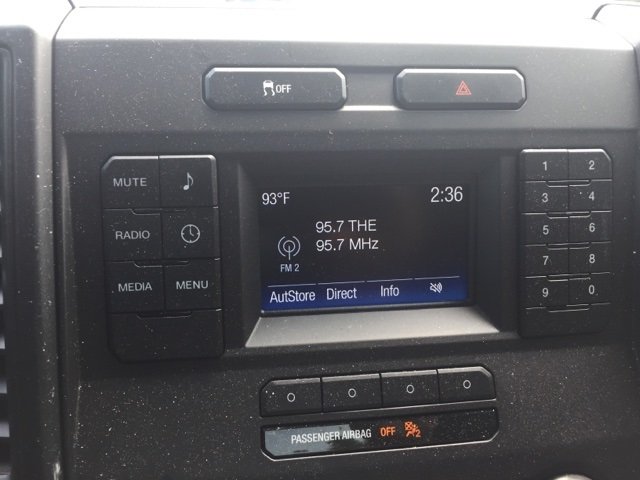 OFF
MUTE
RADIO
MEDIA MENU
93°F 2:36
95.7 THE
95.7 MHz
FM 2
AutStore Direct Info
1 2
3 4
5 6
7 8
9 0
PASSENGER AIRBAG OFF 2